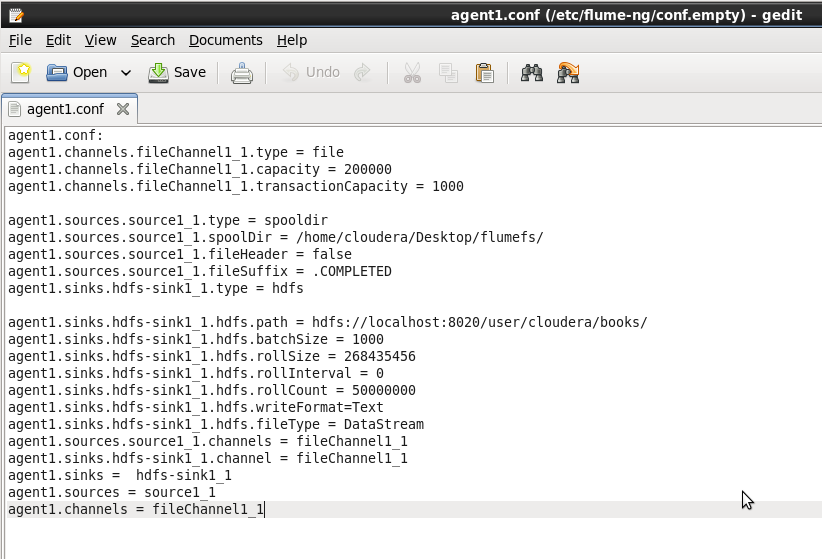 agent1.conf (/etc/flume-ng/conf.empty) - gedit
File Edit View Search Documents Help
Open Save Undo
agent1.conf
agent1.conf:
agent1.channels.fileChannel1_1.type = file
agent1.channels.fileChannel1_1.capacity = 200000
agent1.channels.fileChannel1_1.transactionCapacity = 1000
agent1.sources.source1_1.type = spooldir
agent1.sources.source1_1.spoolDir = /home/cloudera/Desktop/flumefs/
agent1.sources.source1_1.fileHeader = false
agent1.sources.source1_1.fileSuffix = .COMPLETED
agent1.sinks.hdfs-sink1_1.type = hdfs
agent1.sinks.hdfs-sink1_1.hdfs.path = hdfs://localhost:8020/user/cloudera/books/
agent1.sinks.hdfs-sink1_1.hdfs.batchSize = 1000
agent1.sinks.hdfs-sink1_1.hdfs.rollSize = 268435456
agent1.sinks.hdfs-sink1_1.hdfs.rollInterval = 0
agent1.sinks.hdfs-sink1_1.hdfs.rollCount = 50000000
agent1.sinks.hdfs-sink1_1.hdfs.writeFormat=Text
agent1.sinks.hdfs-sink1_1.hdfs.fileType = DataStream
agent1.sources.source1_1.channels = fileChannel1_1
agent1.sinks.hdfs-sink1_1.channel = fileChannel1_1
agent1.sinks =  hdfs-sink1_1
agent1.sources = source1_1
agent1.channels = fileChannel1_1